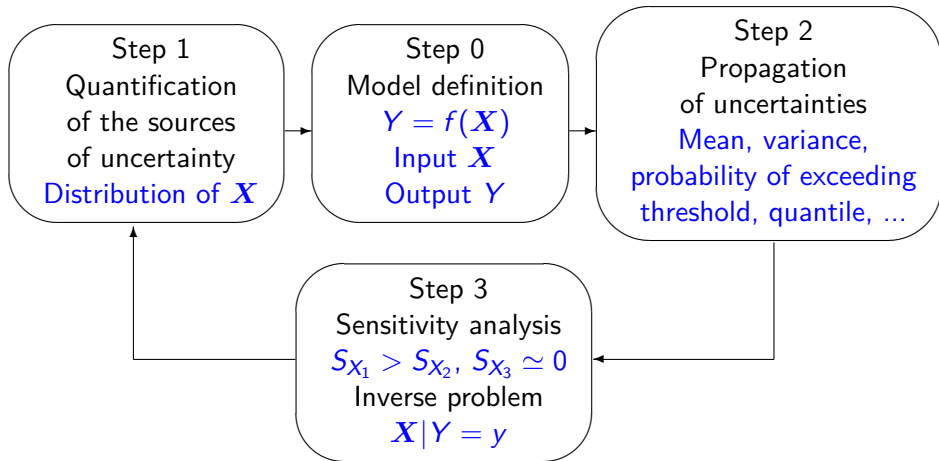 Step 1
Quantification
of the sources
of uncertainty
Distribution of X
Step 0
Model definition
Y = f(X)
Input X
Output Y
Step 2
Propagation
of uncertainties
Mean, variance,
probability of exceeding
threshold, quantile, ...
Step 3
Sensitivity analysis
S_{X_1} > S_{X_2}, S_{X_3} ≃ 0
Inverse problem
X|Y = y